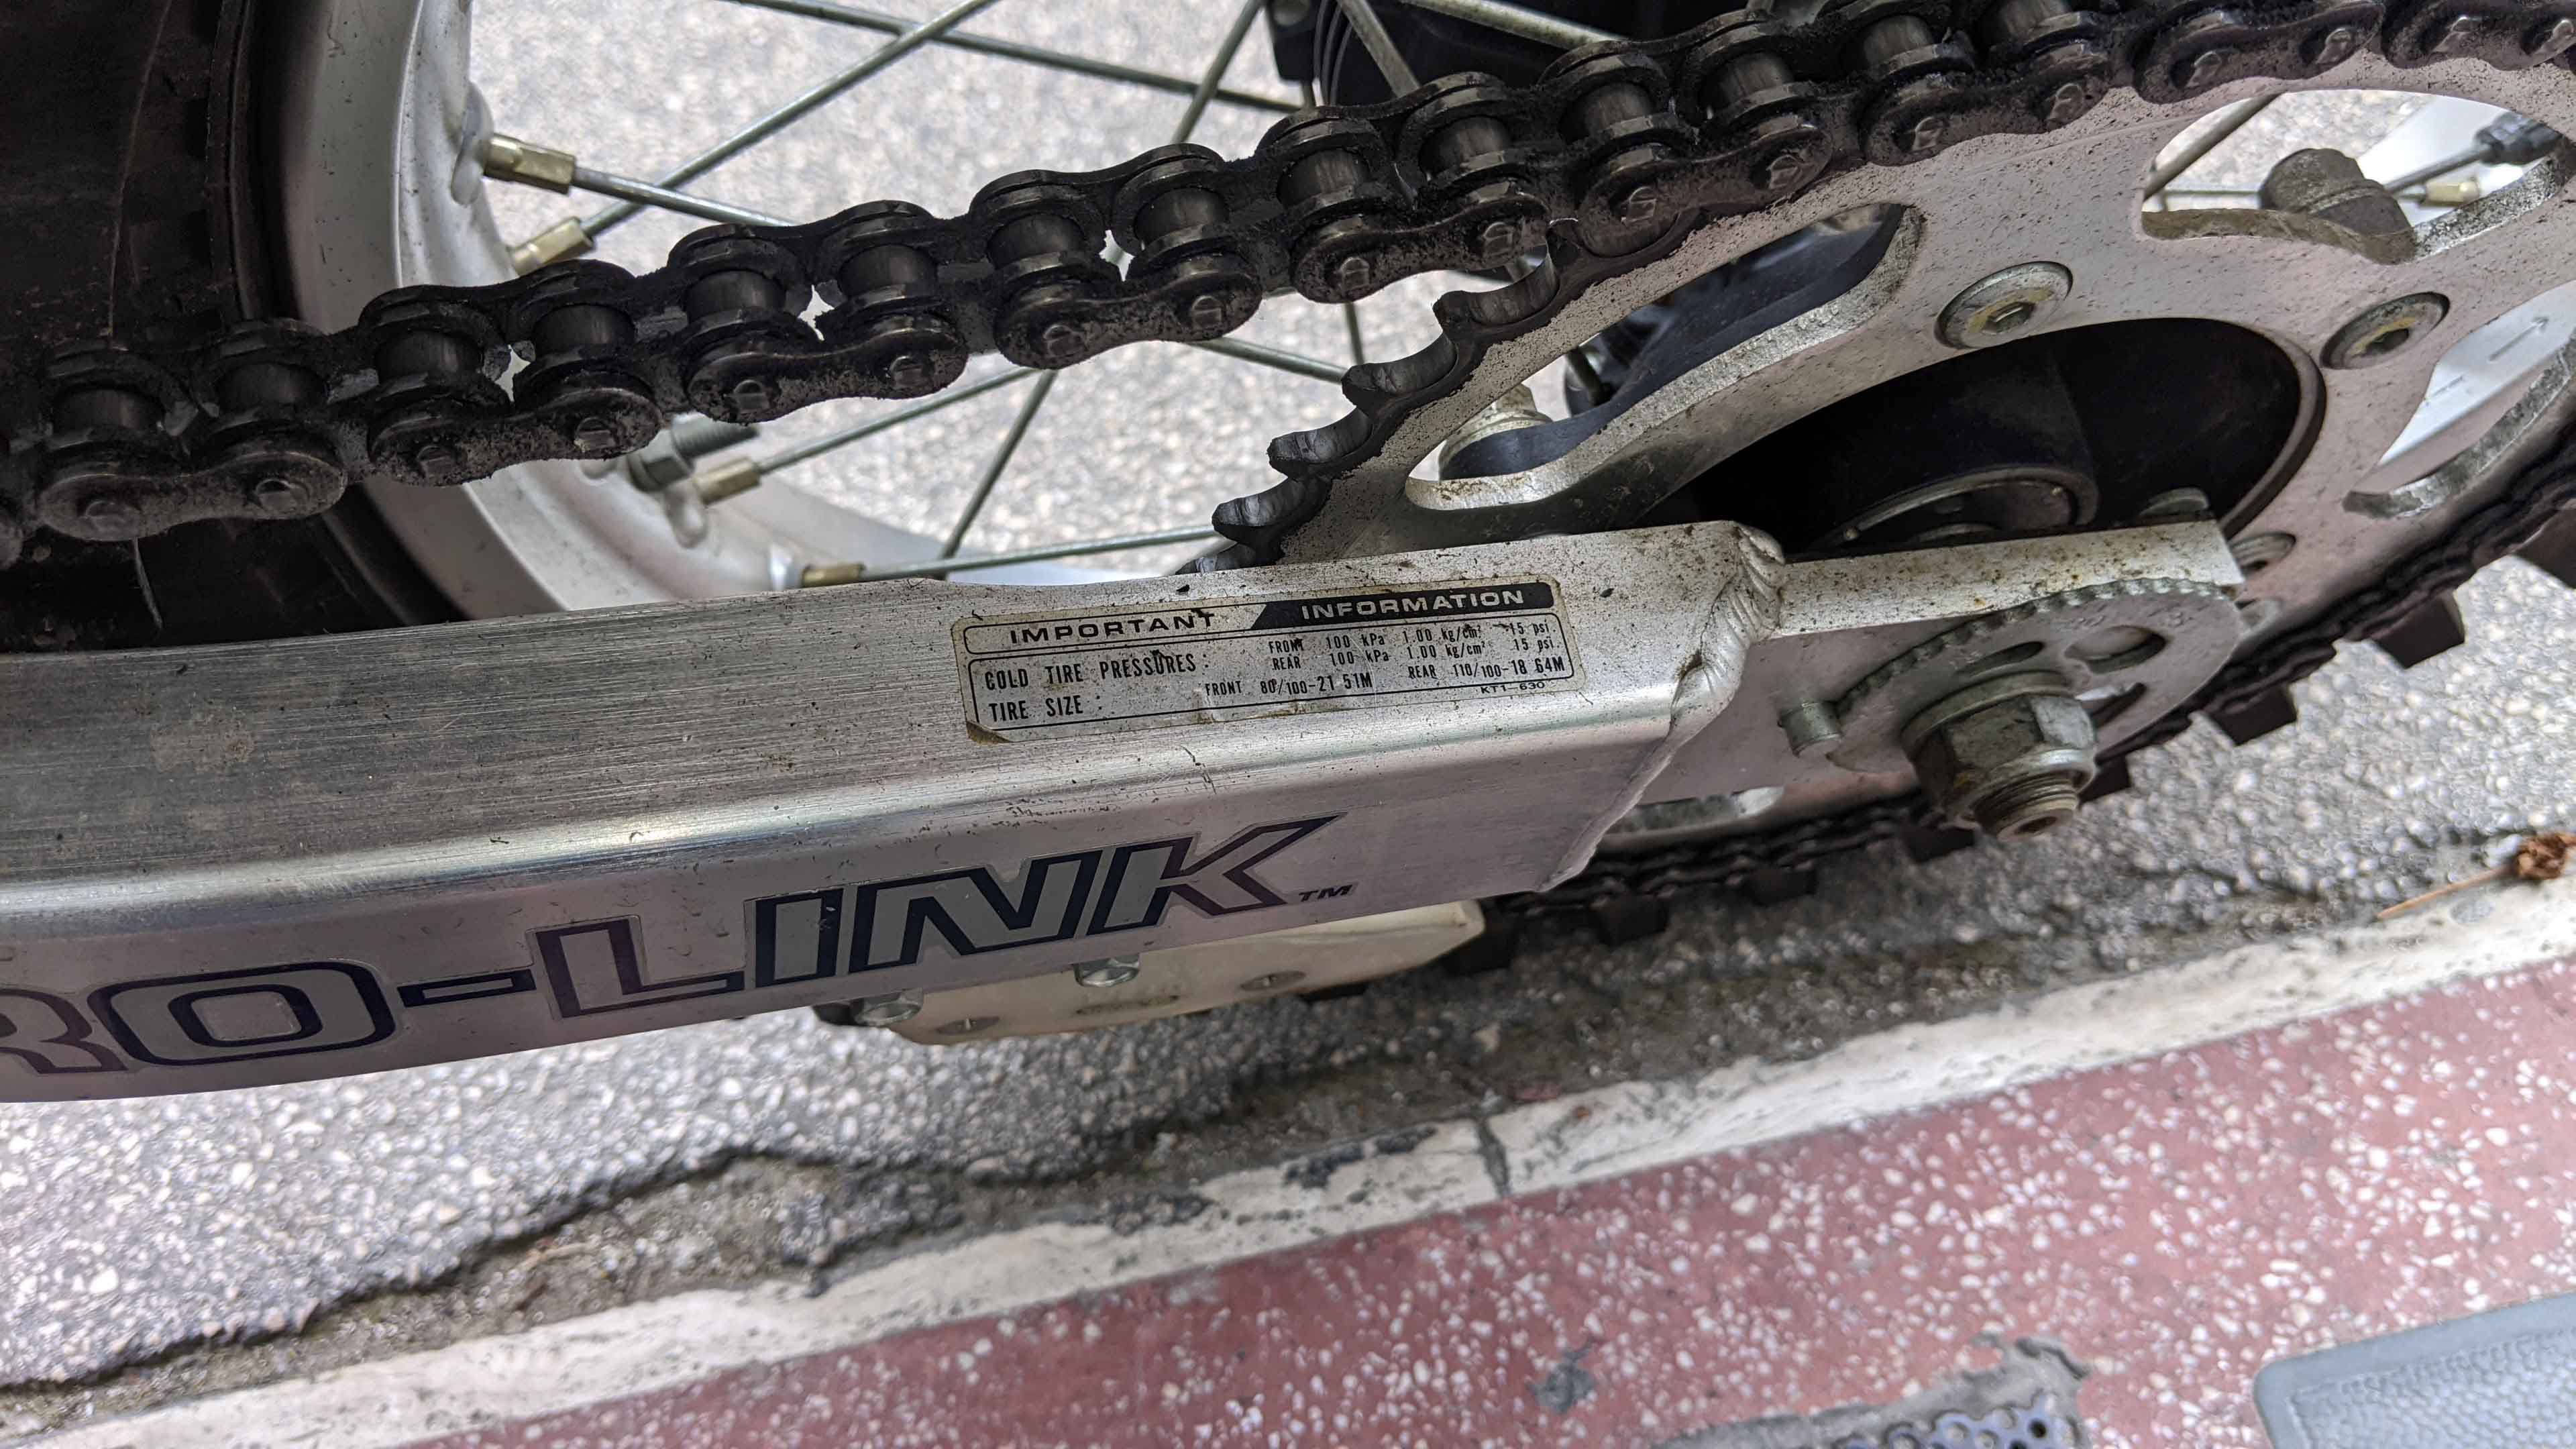 IMPORTANT INFORMATION
COLD TIRE PRESSURES : FRONT 100 kPa 1.00 kg/cm² 15 psi.
REAR 100 kPa 1.00 kg/cm² 15 psi.
TIRE SIZE : FRONT 80/100-21 51M REAR 110/100-18 64M
KT1-630
RO-LINK™